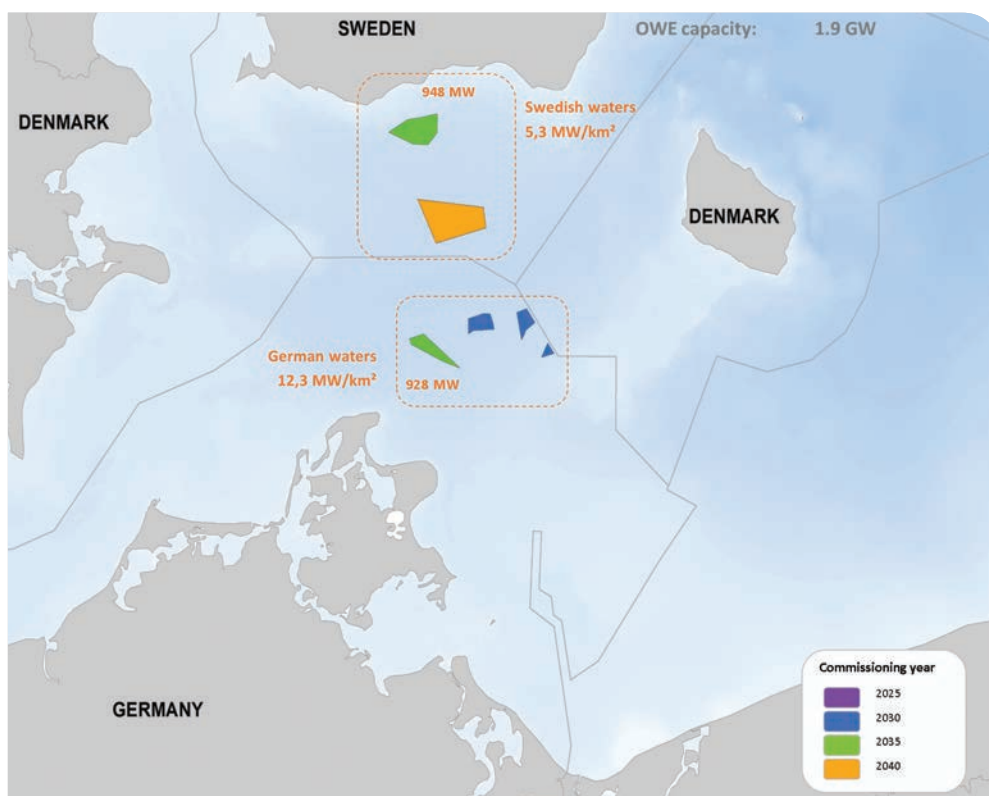 SWEDEN
OWE capacity: 1.9 GW
948 MW
Swedish waters
5,3 MW/km²
DENMARK
DENMARK
German waters
12,3 MW/km²
928 MW
GERMANY
Commissioning year
2025
2030
2035
2040